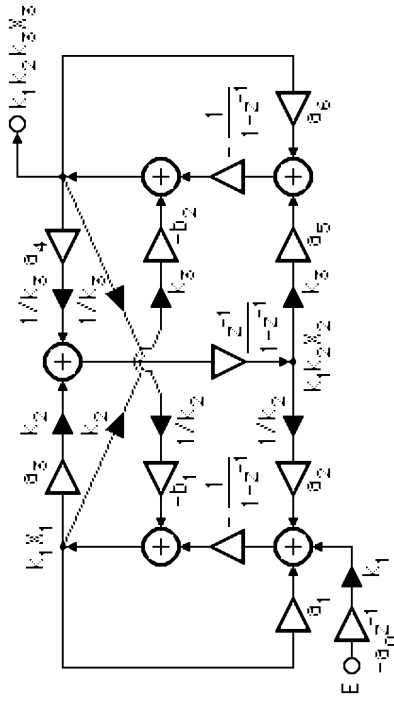 k₁k₂k₃X₃
k₁X₁ a₃ k₂ 1/k₃ a₄
k₂ 1/k₃
-b₁ 1/k₂ k₃ -b₂
+ + + + +
-1/(1-z⁻¹) z⁻¹/(1-z⁻¹) -1/(1-z⁻¹)
a₁ a₂ 1/k₂ k₁k₂X₂ k₃ a₅ a₆
E -a₀z⁻¹ k₁